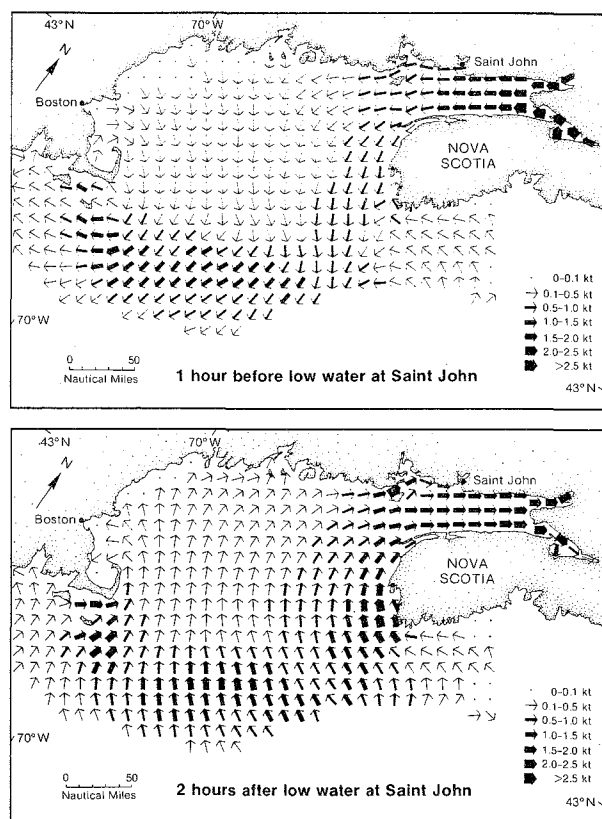 43°N
70°W
N
Saint John
Boston
NOVA
SCOTIA
0–0.1 kt
0.1–0.5 kt
0.5–1.0 kt
1.0–1.5 kt
1.5–2.0 kt
2.0–2.5 kt
>2.5 kt
70°W
0 50
Nautical Miles
1 hour before low water at Saint John
43°N
43°N
70°W
N
Saint John
Boston
NOVA
SCOTIA
0–0.1 kt
0.1–0.5 kt
0.5–1.0 kt
1.0–1.5 kt
1.5–2.0 kt
2.0–2.5 kt
>2.5 kt
70°W
0 50
Nautical Miles
2 hours after low water at Saint John
43°N